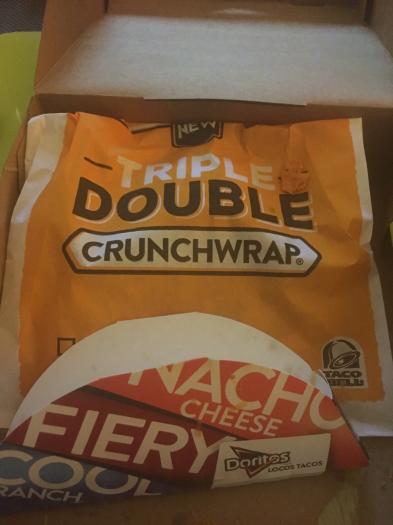 NEW
TRIPLE
DOUBLE
CRUNCHWRAP®
TACO
BELL
NACHO
CHEESE
FIERY
Doritos
LOCOS TACOS
COOL
RANCH